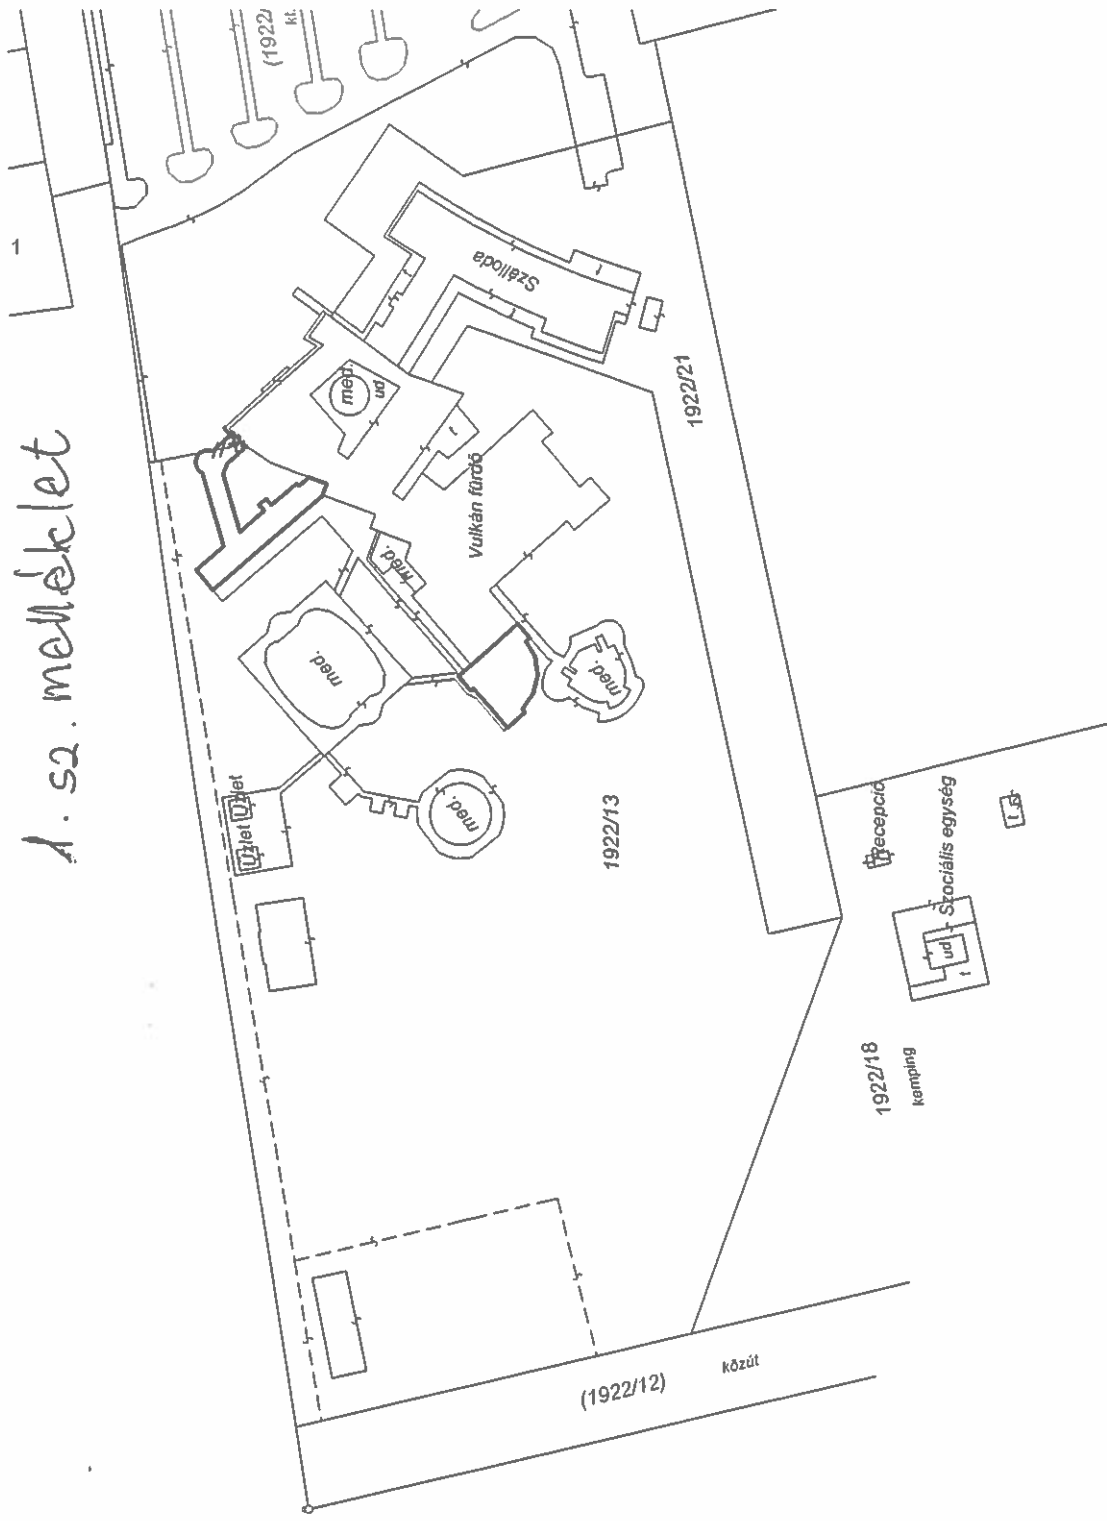 1. sz. melléklet
(1922/
kt.
1
Szálloda
med.
ud
t
1922/21
Vulkán fürdő
med.
med.
med.
Üzlet
Üzlet
med.
1922/13
Recepció
Szociális egység
ud
t
1922/18
kemping
(1922/12)
közút